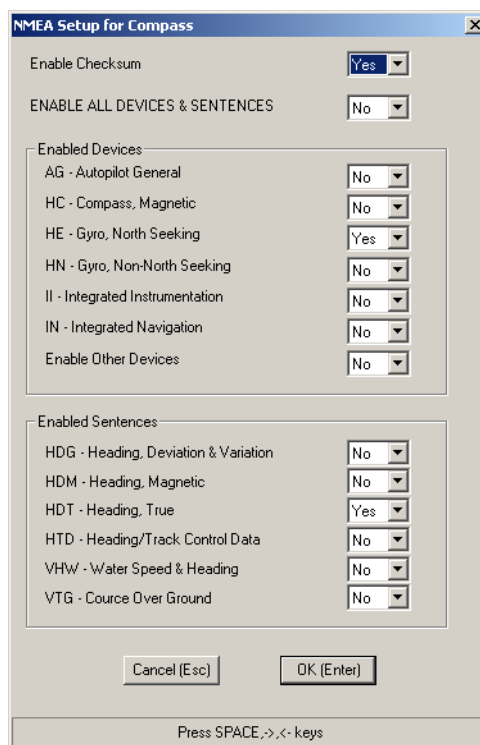 NMEA Setup for Compass
Enable Checksum Yes
ENABLE ALL DEVICES & SENTENCES No
Enabled Devices
AG - Autopilot General No
HC - Compass, Magnetic No
HE - Gyro, North Seeking Yes
HN - Gyro, Non-North Seeking No
II - Integrated Instrumentation No
IN - Integrated Navigation No
Enable Other Devices No
Enabled Sentences
HDG - Heading, Deviation & Variation No
HDM - Heading, Magnetic No
HDT - Heading, True Yes
HTD - Heading/Track Control Data No
VHW - Water Speed & Heading No
VTG - Cource Over Ground No
Cancel (Esc) OK (Enter)
Press SPACE,->,<- keys